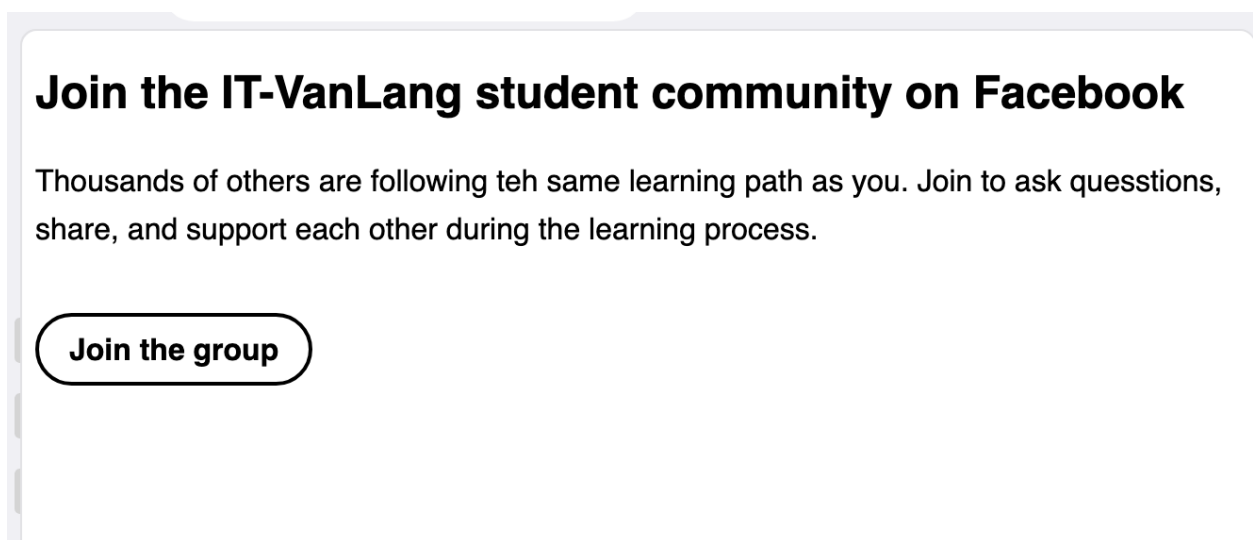 Join the IT-VanLang student community on Facebook
Thousands of others are following teh same learning path as you. Join to ask quesstions,
share, and support each other during the learning process.
Join the group